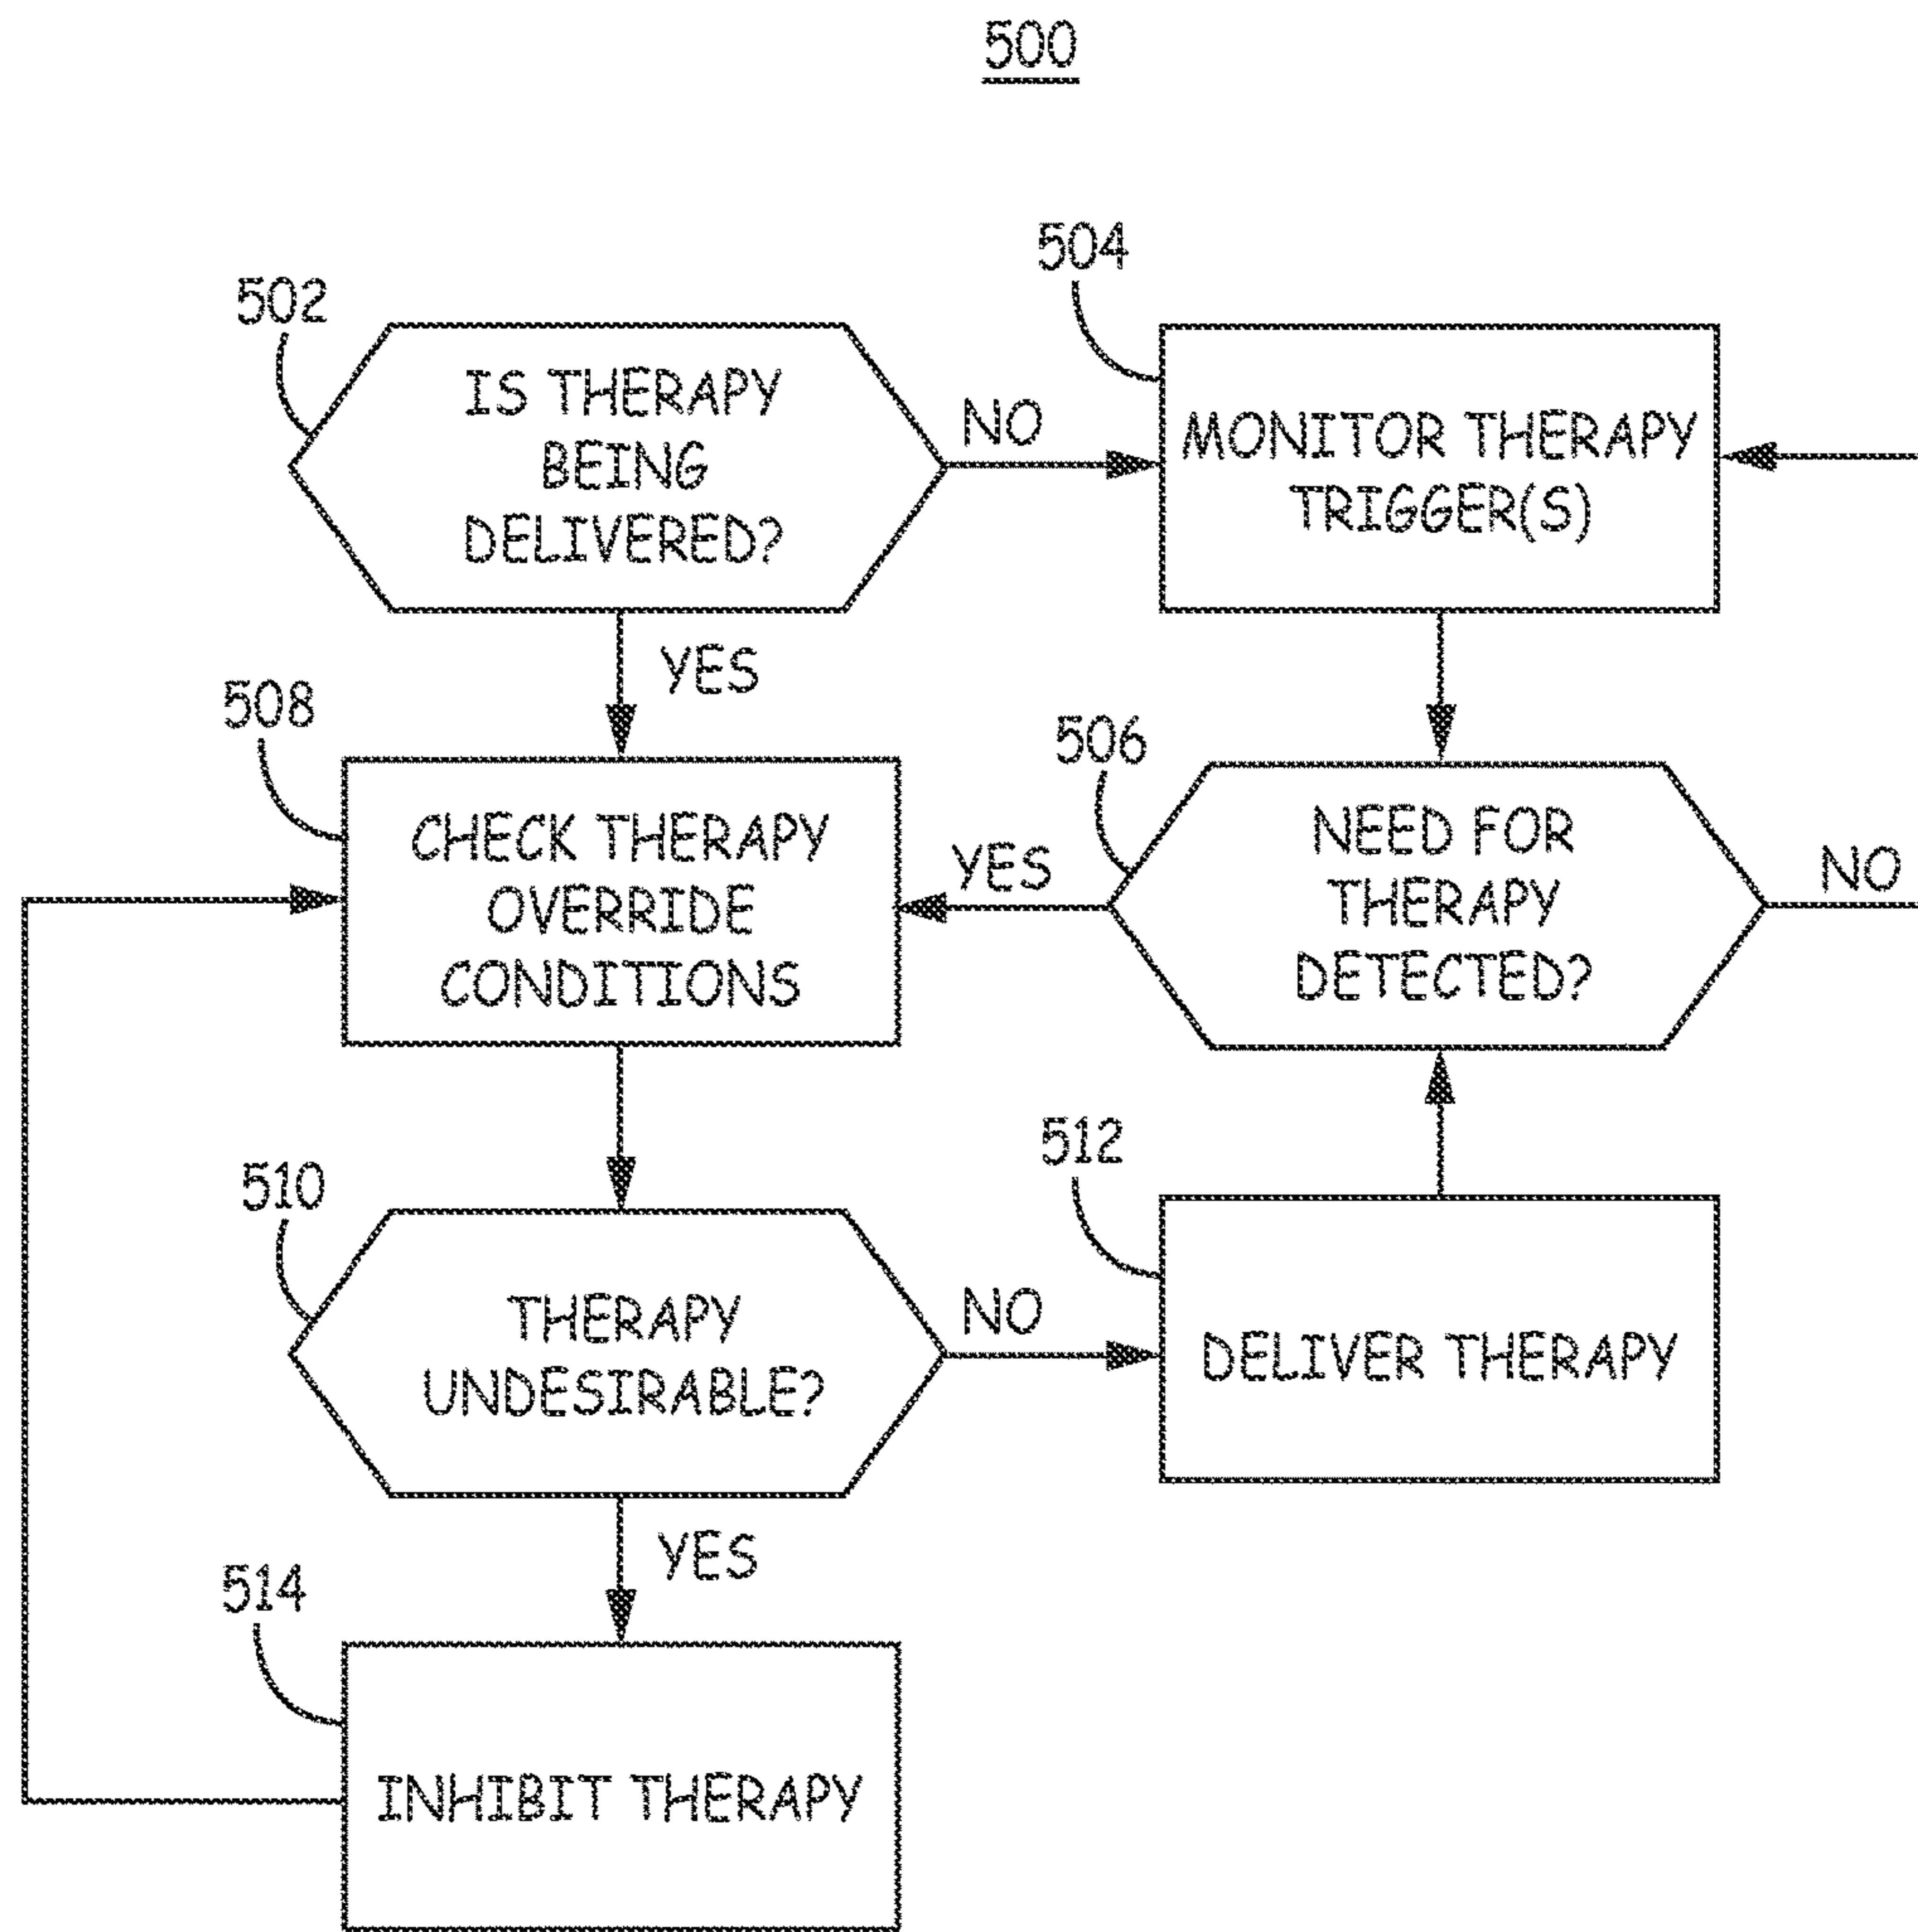 500
502
IS THERAPY
BEING
DELIVERED?
NO
504
MONITOR THERAPY
TRIGGER(S)
YES
508
CHECK THERAPY
OVERRIDE
CONDITIONS
YES
506
NEED FOR
THERAPY
DETECTED?
NO
510
THERAPY
UNDESIRABLE?
NO
512
DELIVER THERAPY
YES
514
INHIBIT THERAPY